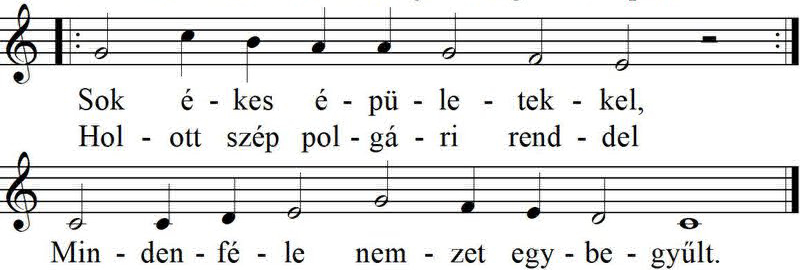 Sok é - kes é - pü - le - tek - kel,
Hol - ott szép pol - gá - ri rend - del
Min - den - fé - le nem - zet egy - be - gyűlt.